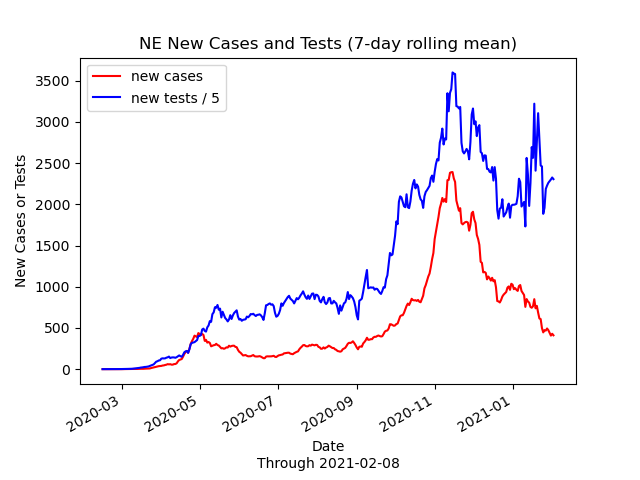 NE New Cases and Tests (7-day rolling mean)
new cases
new tests / 5
New Cases or Tests
3500
3000
2500
2000
1500
1000
500
0
2020-03
2020-05
2020-07
2020-09
2020-11
2021-01
Date
Through 2021-02-08